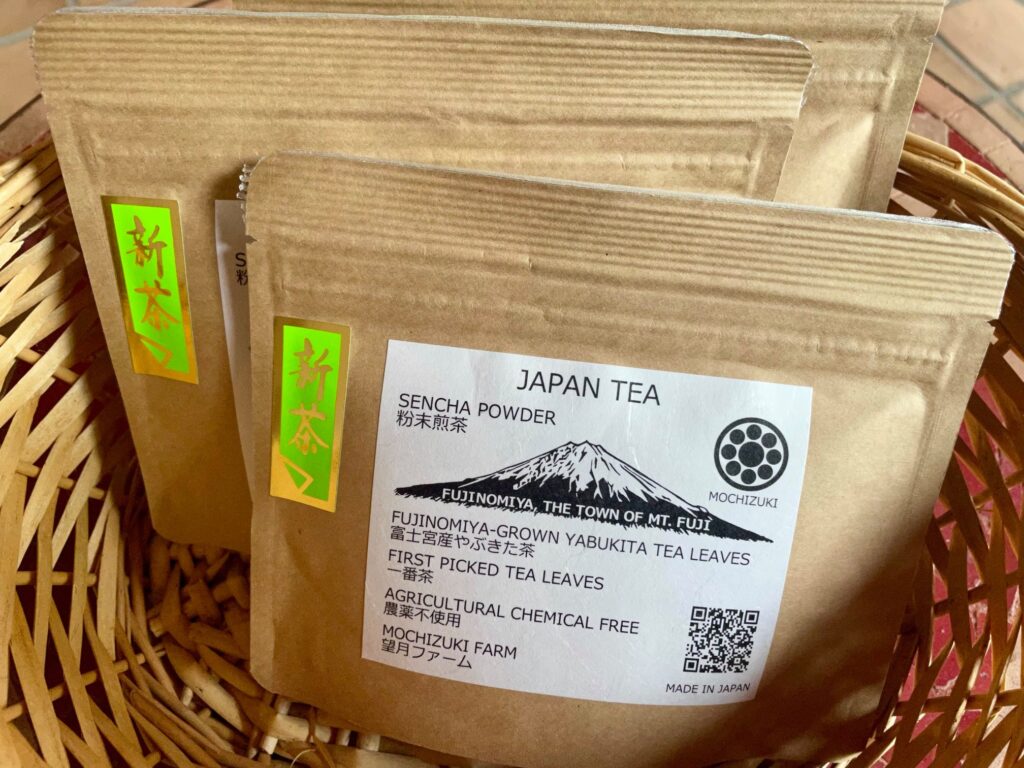 新茶
S
粉
新茶
JAPAN TEA
SENCHA POWDER
粉末煎茶
MOCHIZUKI
FUJINOMIYA, THE TOWN OF MT. FUJI
FUJINOMIYA-GROWN YABUKITA TEA LEAVES
富士宮産やぶきた茶
FIRST PICKED TEA LEAVES
一番茶
AGRICULTURAL CHEMICAL FREE
農薬不使用
MOCHIZUKI FARM
望月ファーム
MADE IN JAPAN